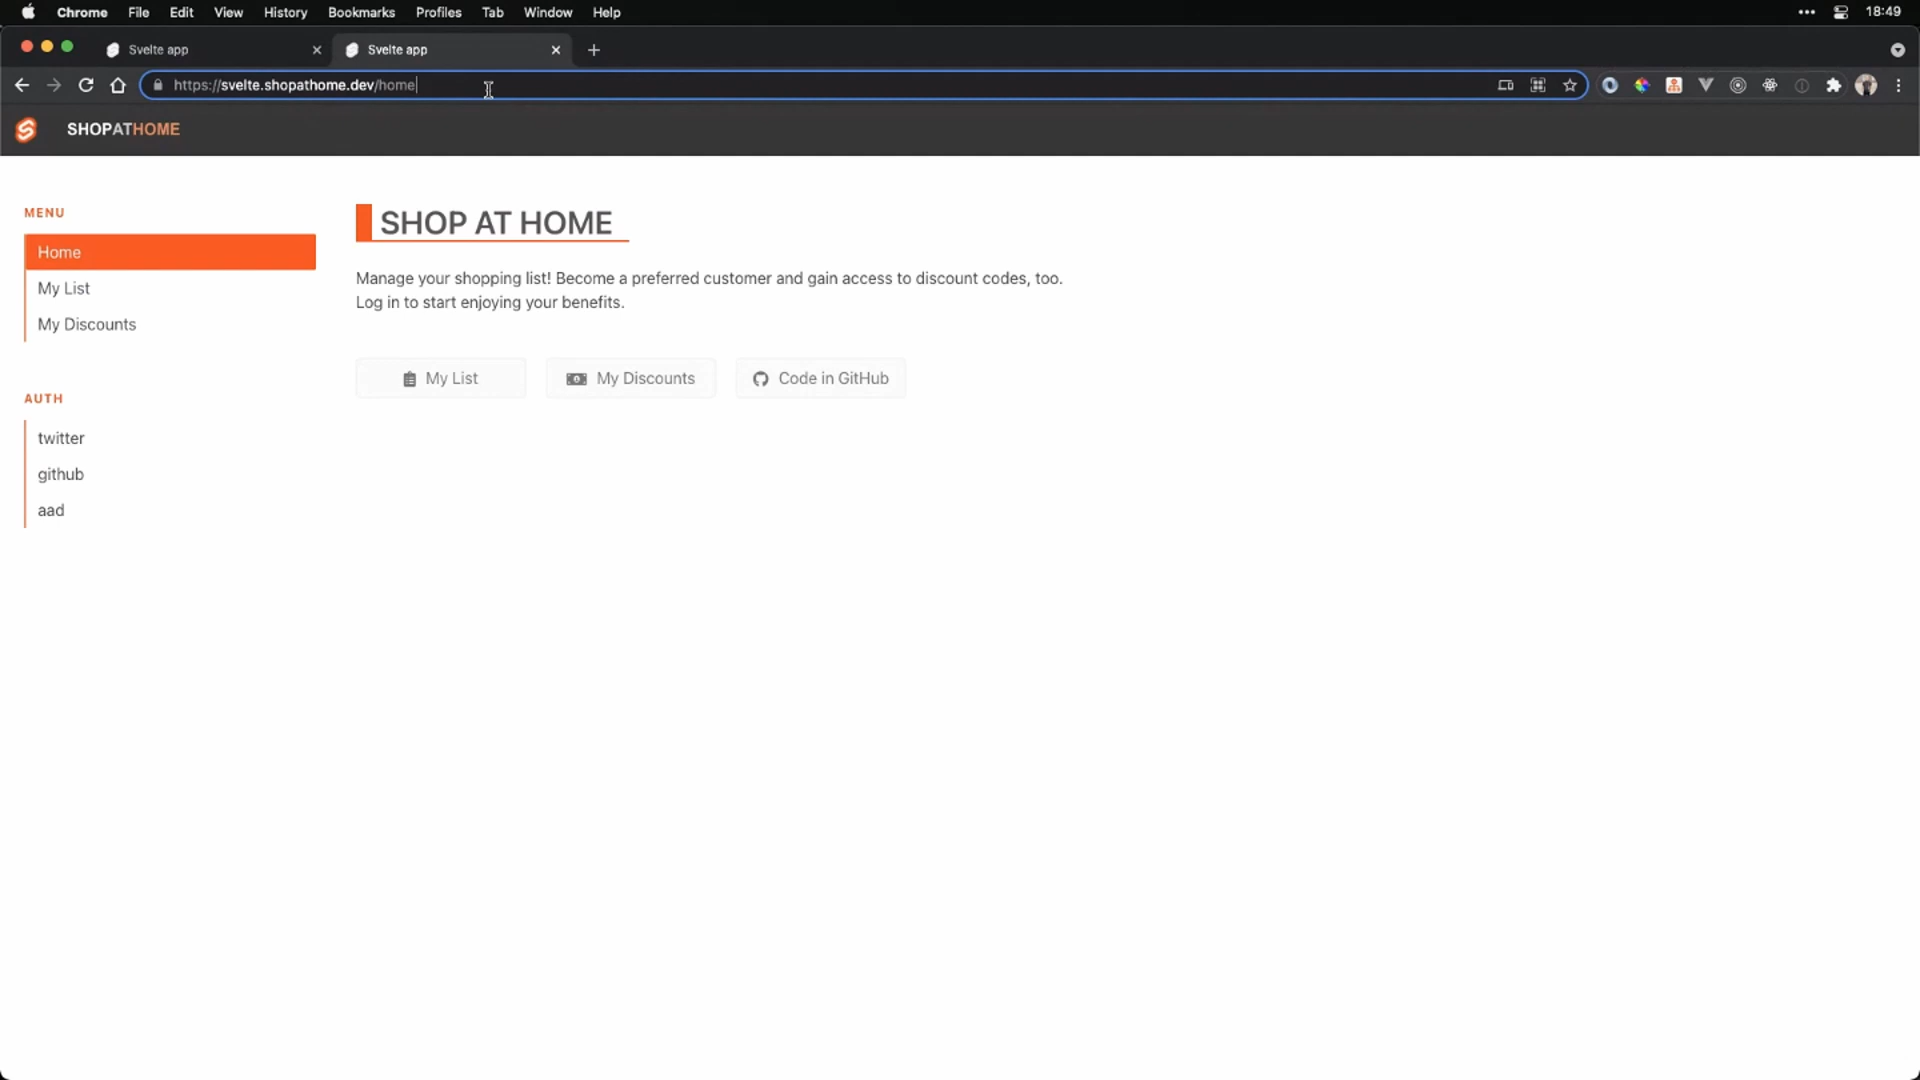 Chrome File Edit View History Bookmarks Profiles Tab Window Help 18:49
Svelte app Svelte app
https://svelte.shopathome.dev/home
SHOPATHOME
MENU
Home
My List
My Discounts
AUTH
twitter
github
aad
SHOP AT HOME
Manage your shopping list! Become a preferred customer and gain access to discount codes, too.
Log in to start enjoying your benefits.
My List My Discounts Code in GitHub